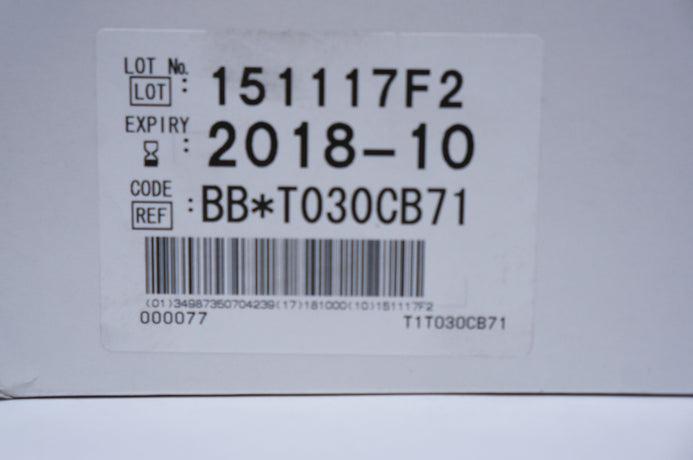 LOT No.
LOT : 151117F2
EXPIRY
: 2018-10
CODE
REF : BB*T030CB71
(01)34987350704239(17)181000(10)151117F2
000077 T1T030CB71